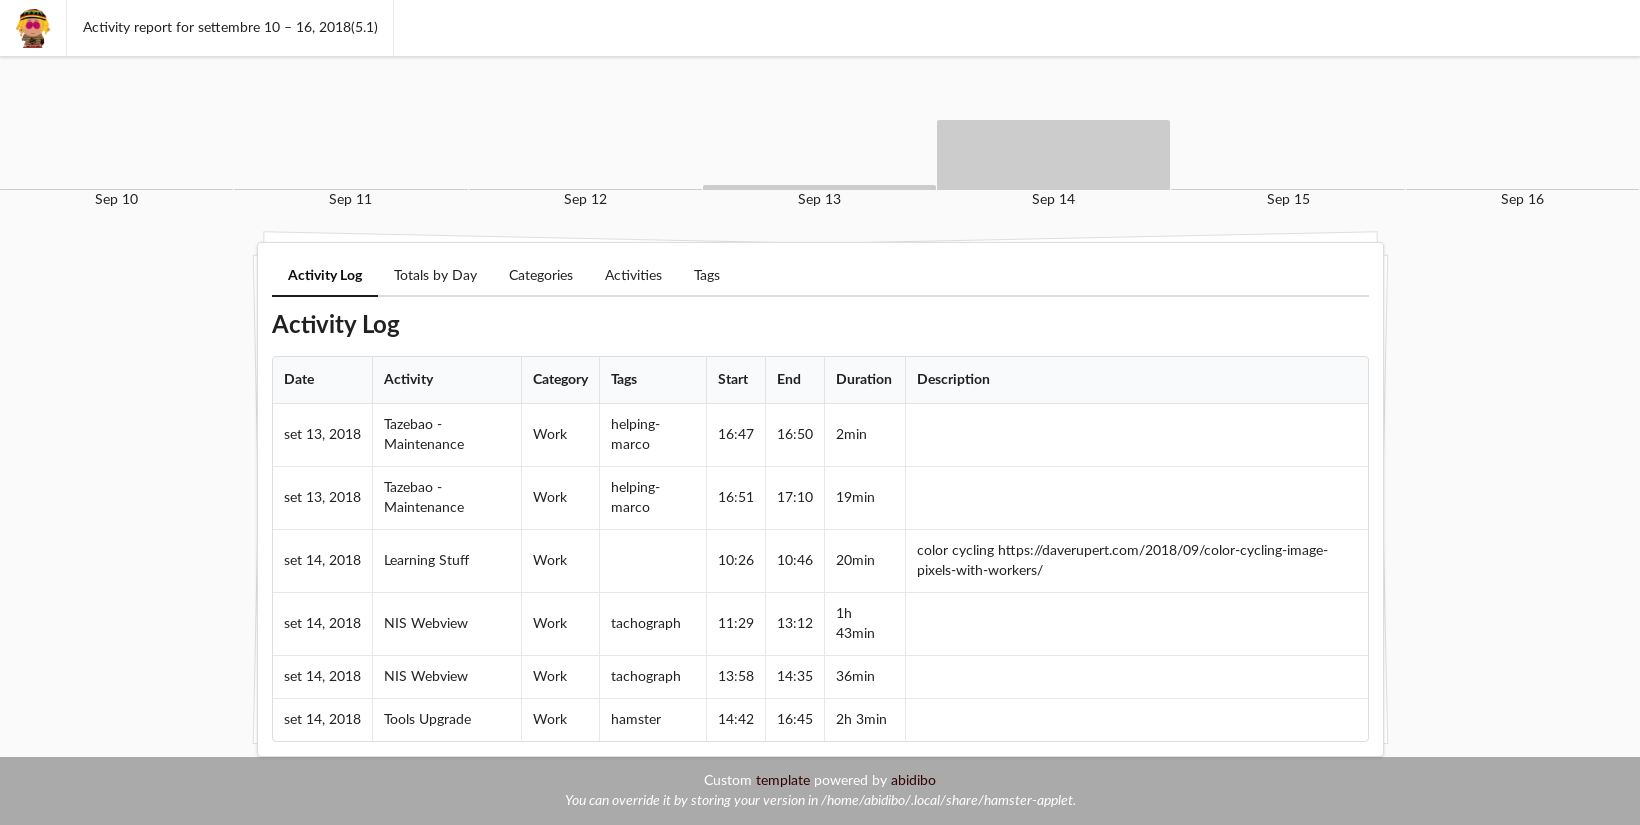 Activity report for settembre 10 – 16, 2018(5.1)
Sep 10 Sep 11 Sep 12 Sep 13 Sep 14 Sep 15 Sep 16
Activity Log Totals by Day Categories Activities Tags
Activity Log
Date Activity Category Tags Start End Duration Description
set 13, 2018 Tazebao - Maintenance Work helping-marco 16:47 16:50 2min
set 13, 2018 Tazebao - Maintenance Work helping-marco 16:51 17:10 19min
set 14, 2018 Learning Stuff Work 10:26 10:46 20min color cycling https://daverupert.com/2018/09/color-cycling-image-pixels-with-workers/
set 14, 2018 NIS Webview Work tachograph 11:29 13:12 1h 43min
set 14, 2018 NIS Webview Work tachograph 13:58 14:35 36min
set 14, 2018 Tools Upgrade Work hamster 14:42 16:45 2h 3min
Custom template powered by abidibo
You can override it by storing your version in /home/abidibo/.local/share/hamster-applet.